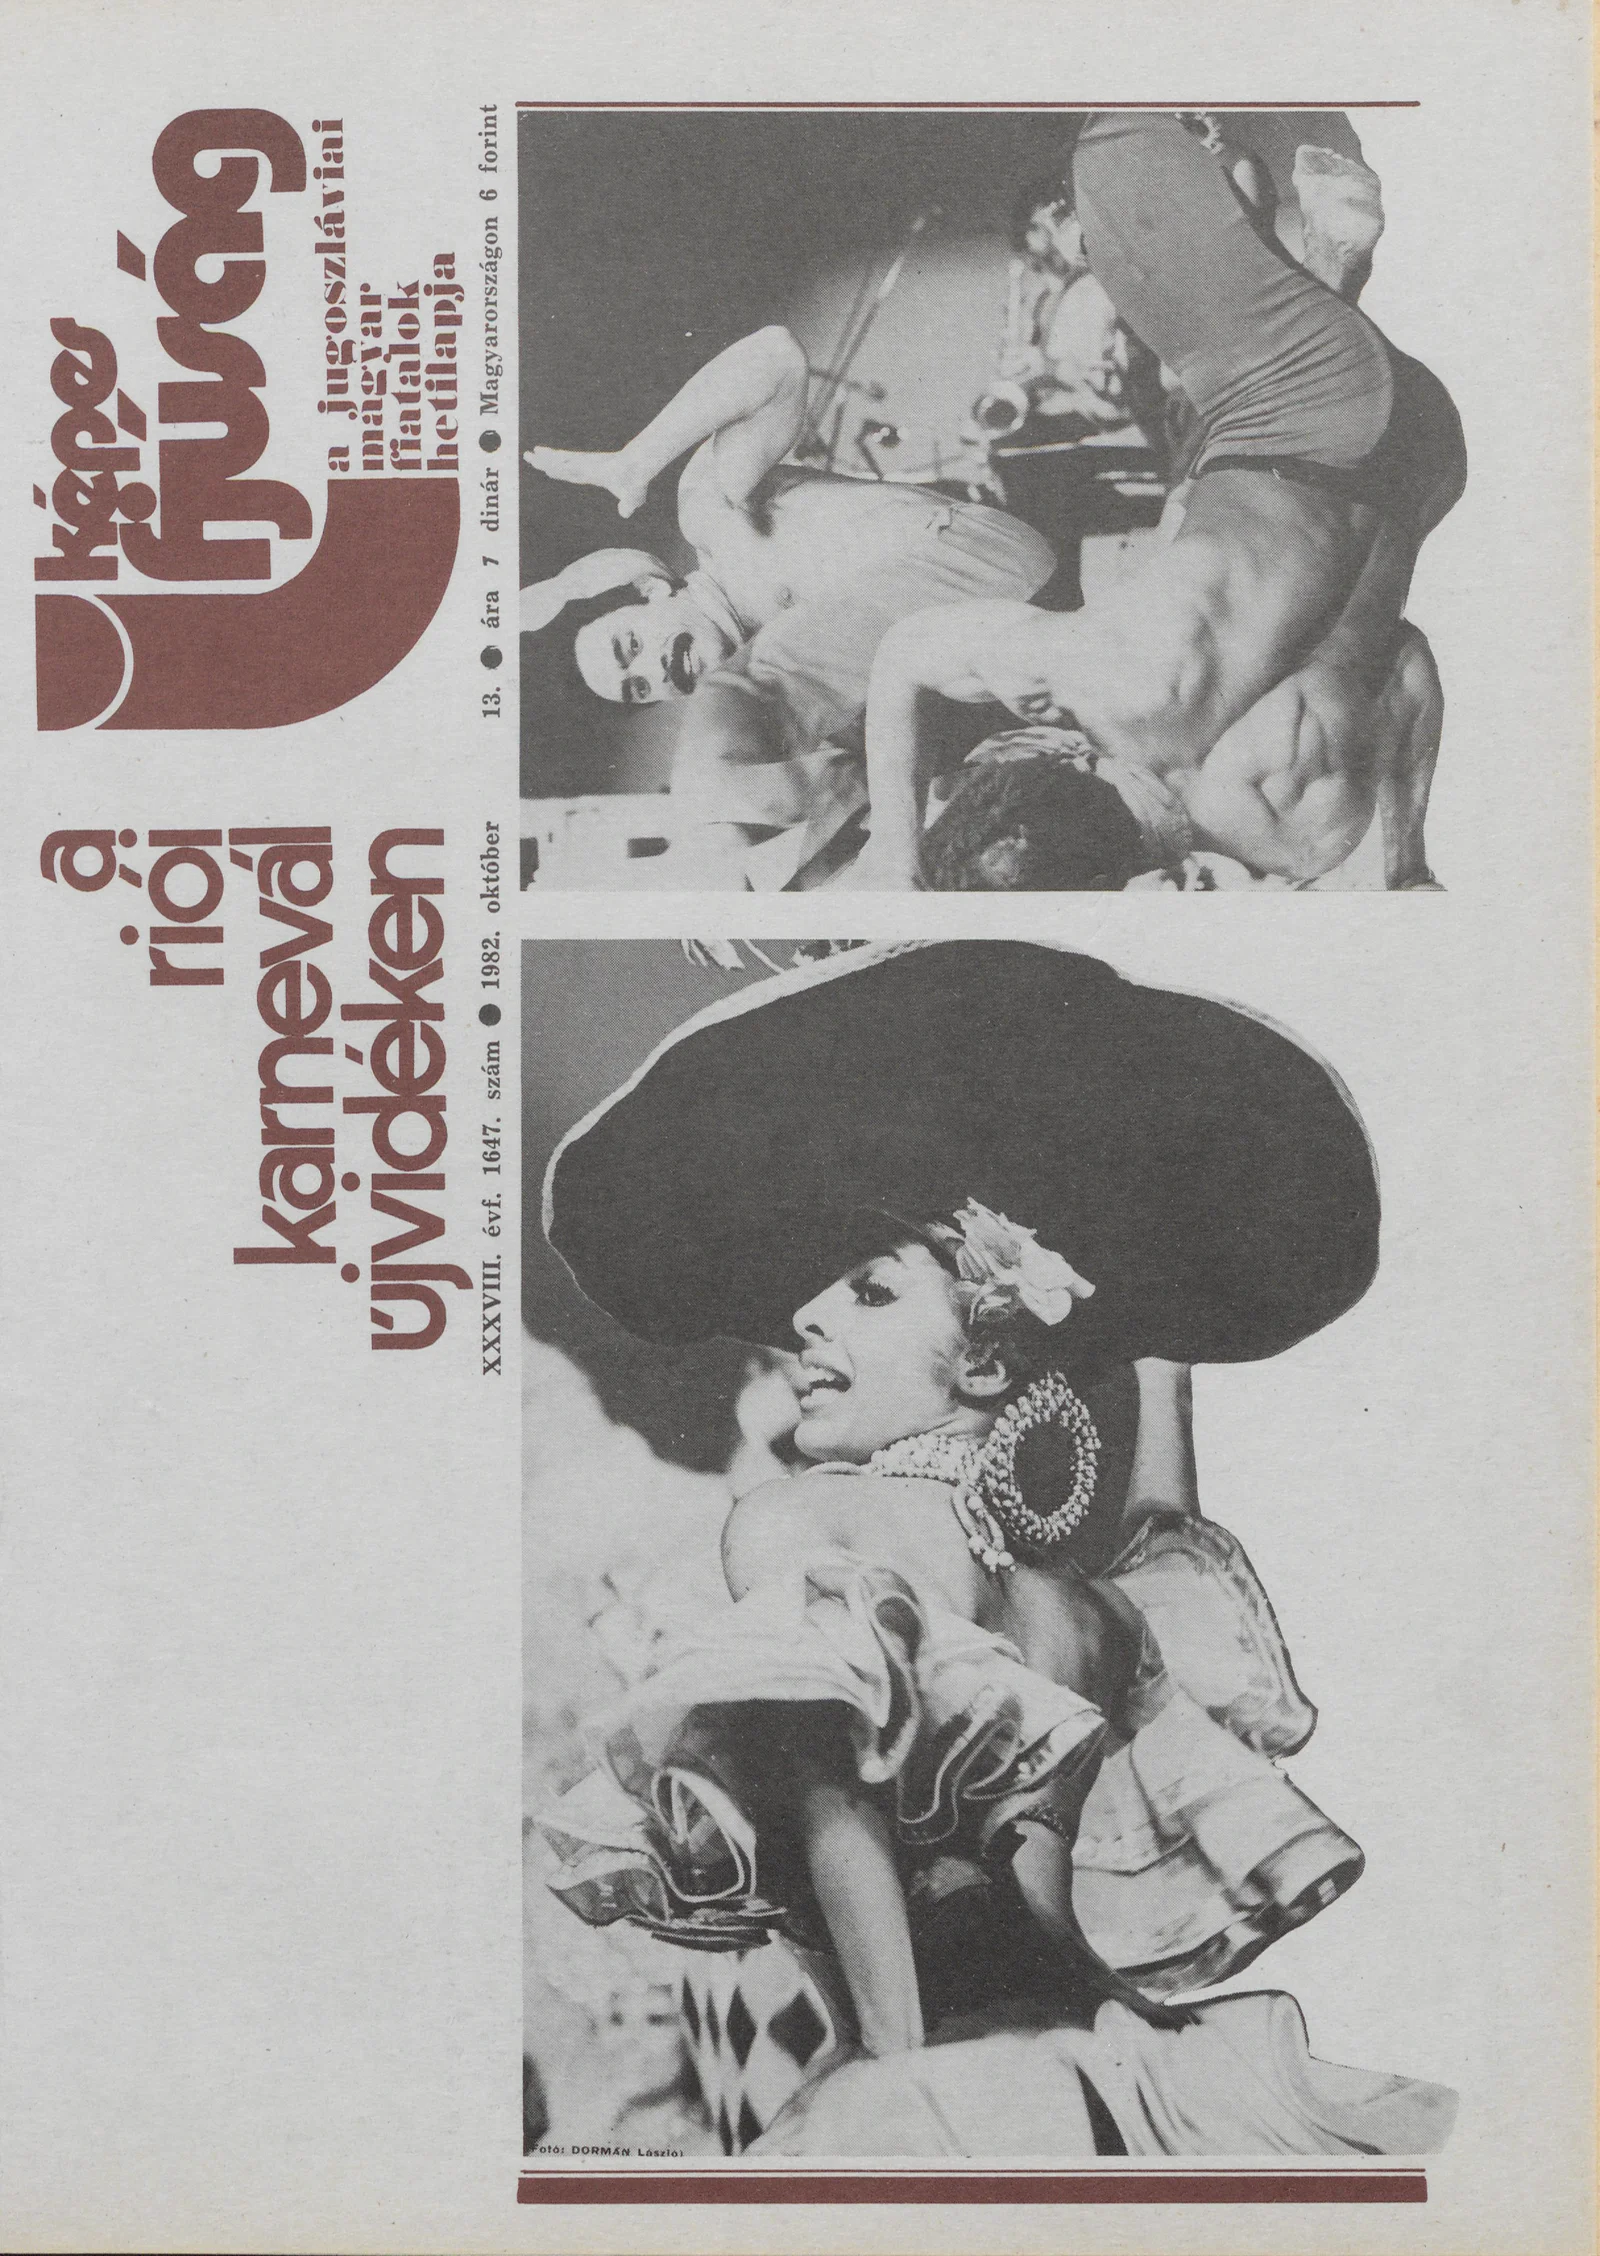 a
riói
karnevál
újvidéken
képes
ifjúság
a jugoszláviai
magyar
fiatalok
hetilapja
XXXVIII. évf. 1647. szám ● 1982. október 13. ● ára 7 dinár ● Magyarországon 6 forint
Fotó: DORMÁN László)